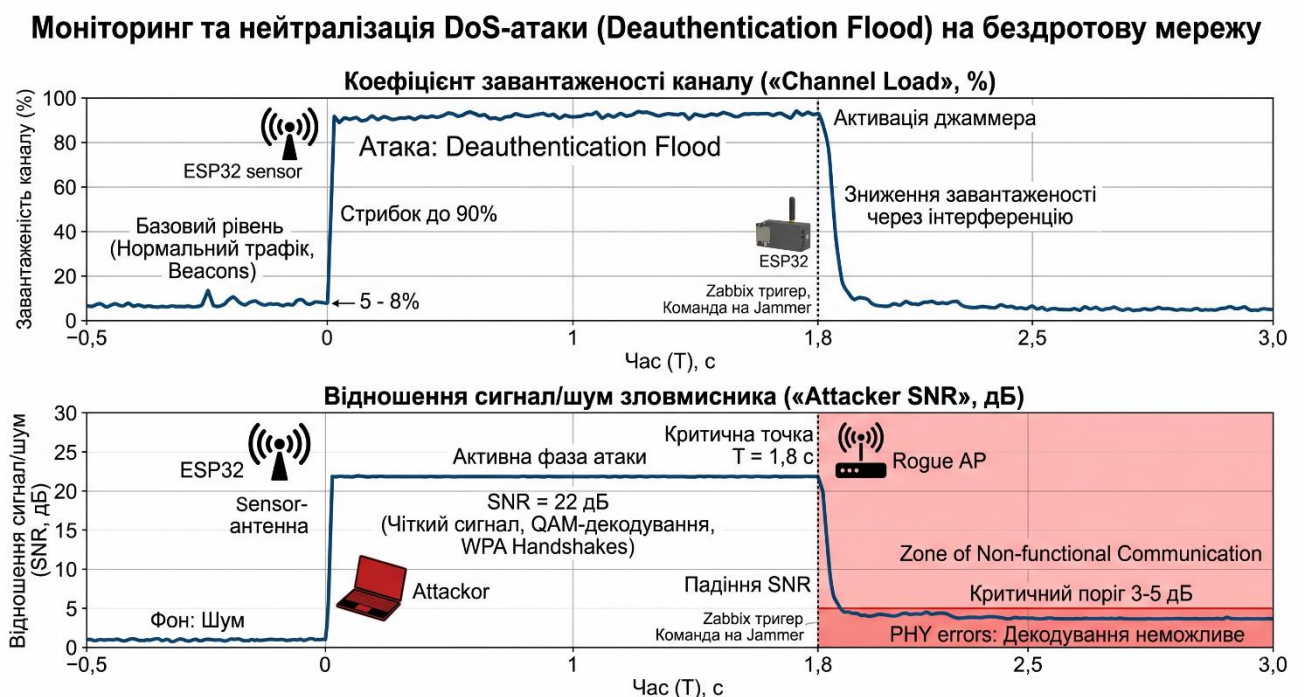 Моніторинг та нейтралізація DoS-атаки (Deauthentication Flood) на бездротову мережу
Коефіцієнт завантаженості каналу («Channel Load», %)
Завантаженість каналу (%)
100
80
60
40
20
0
ESP32 sensor
Базовий рівень
(Нормальний трафік,
Beacons)
Атака: Deauthentication Flood
Стрибок до 90%
← 5 - 8%
ESP32
Zabbix тригер,
Команда на Jammer
Активація джаммера
Зниження завантаженості
через інтерференцію
−0,5
0
1
1,8
2,5
3,0
Час (T), с
Відношення сигнал/шум зловмисника («Attacker SNR», дБ)
Відношення сигнал/шум
(SNR, дБ)
30
25
20
15
10
5
0
ESP32
Sensor-
антенна
Фон: Шум
Активна фаза атаки
SNR = 22 дБ
(Чіткий сигнал, QAM-декодування,
WPA Handshakes)
Attackor
Критична точка
T = 1,8 с
Падіння SNR
Zabbix тригер
Команда на Jammer
Rogue AP
Zone of Non-functional Communication
Критичний поріг 3-5 дБ
PHY errors: Декодування неможливе
−0,5
0
1
1,8
2,5
3,0
Час (T), с